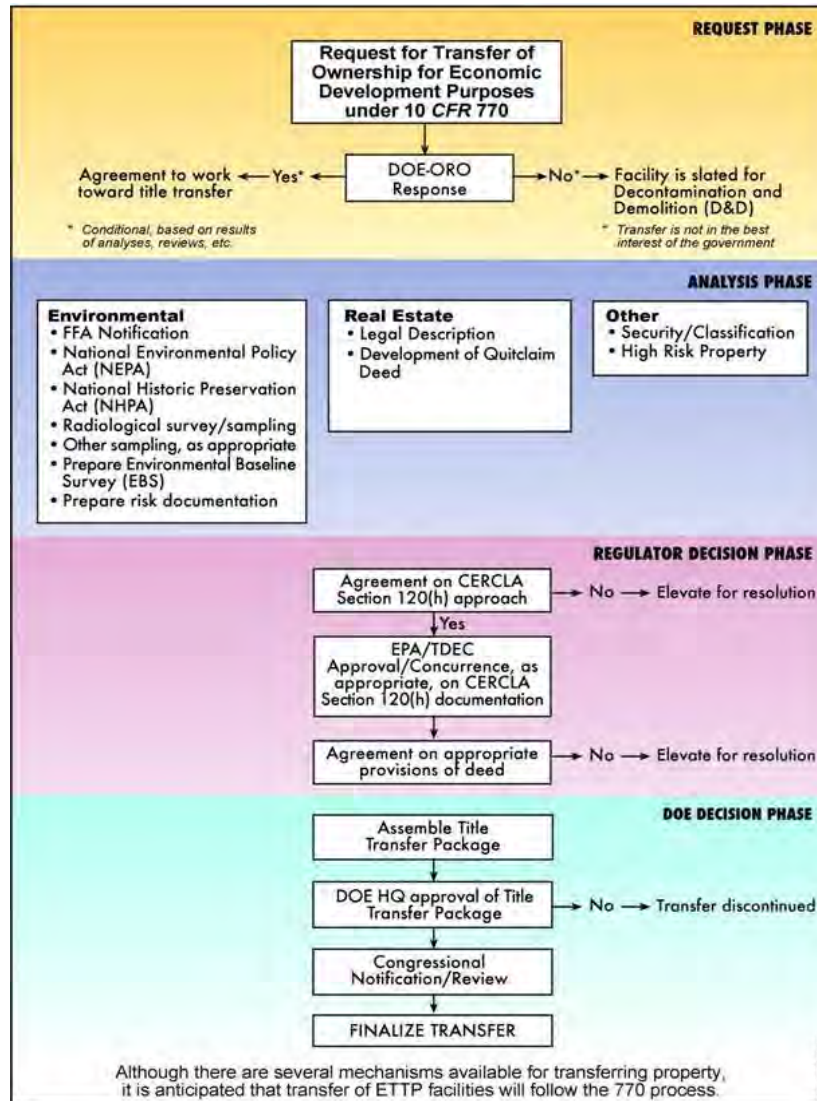 REQUEST PHASE
Request for Transfer of
Ownership for Economic
Development Purposes
under 10 CFR 770
Agreement to work
toward title transfer
Yes*
DOE-ORO
Response
No*
Facility is slated for
Decontamination and
Demolition (D&D)
* Conditional, based on results
of analyses, reviews, etc.
* Transfer is not in the best
interest of the government
ANALYSIS PHASE
Environmental
• FFA Notification
• National Environmental Policy
Act (NEPA)
• National Historic Preservation
Act (NHPA)
• Radiological survey/sampling
• Other sampling, as appropriate
• Prepare Environmental Baseline
Survey (EBS)
• Prepare risk documentation
Real Estate
• Legal Description
• Development of Quitclaim
Deed
Other
• Security/Classification
• High Risk Property
REGULATOR DECISION PHASE
Agreement on CERCLA
Section 120(h) approach
No
Elevate for resolution
Yes
EPA/TDEC
Approval/Concurrence, as
appropriate, on CERCLA
Section 120(h) documentation
Agreement on appropriate
provisions of deed
No
Elevate for resolution
DOE DECISION PHASE
Assemble Title
Transfer Package
DOE HQ approval of Title
Transfer Package
No
Transfer discontinued
Congressional
Notification/Review
FINALIZE TRANSFER
Although there are several mechanisms available for transferring property,
it is anticipated that transfer of ETTP facilities will follow the 770 process.